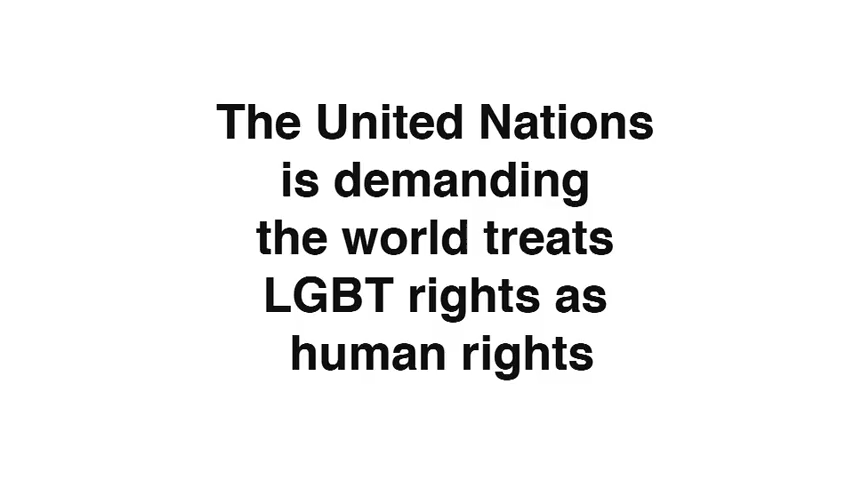 The United Nations
is demanding
the world treats
LGBT rights as
human rights